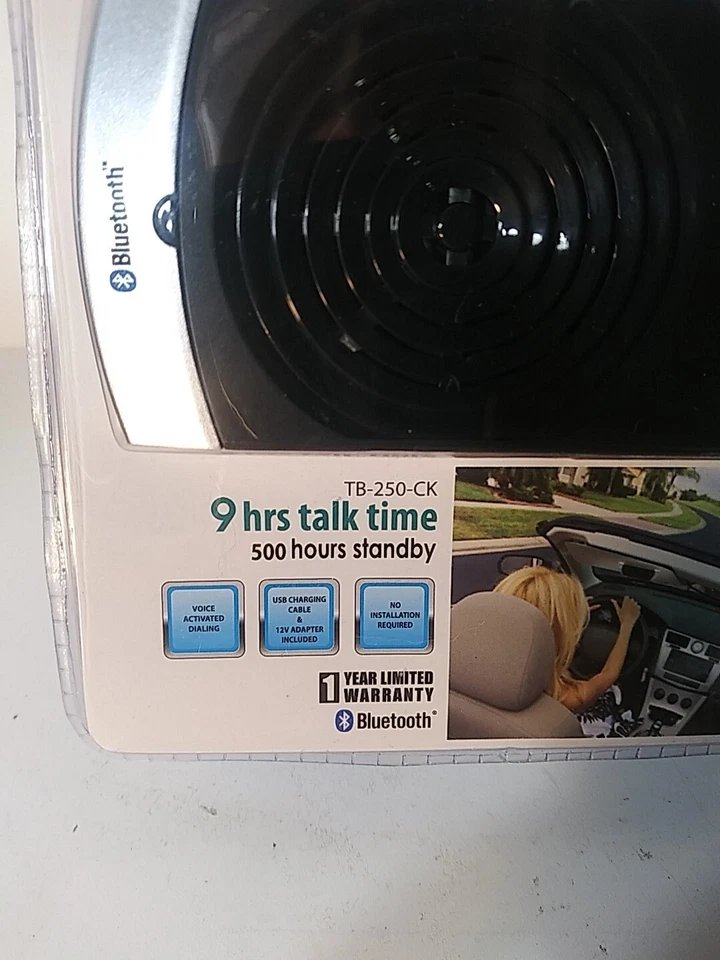 Bluetooth™
TB-250-CK
9 hrs talk time
500 hours standby
VOICE
ACTIVATED
DIALING
USB CHARGING
CABLE
&
12V ADAPTER
INCLUDED
NO
INSTALLATION
REQUIRED
1 YEAR LIMITED
WARRANTY
Bluetooth®